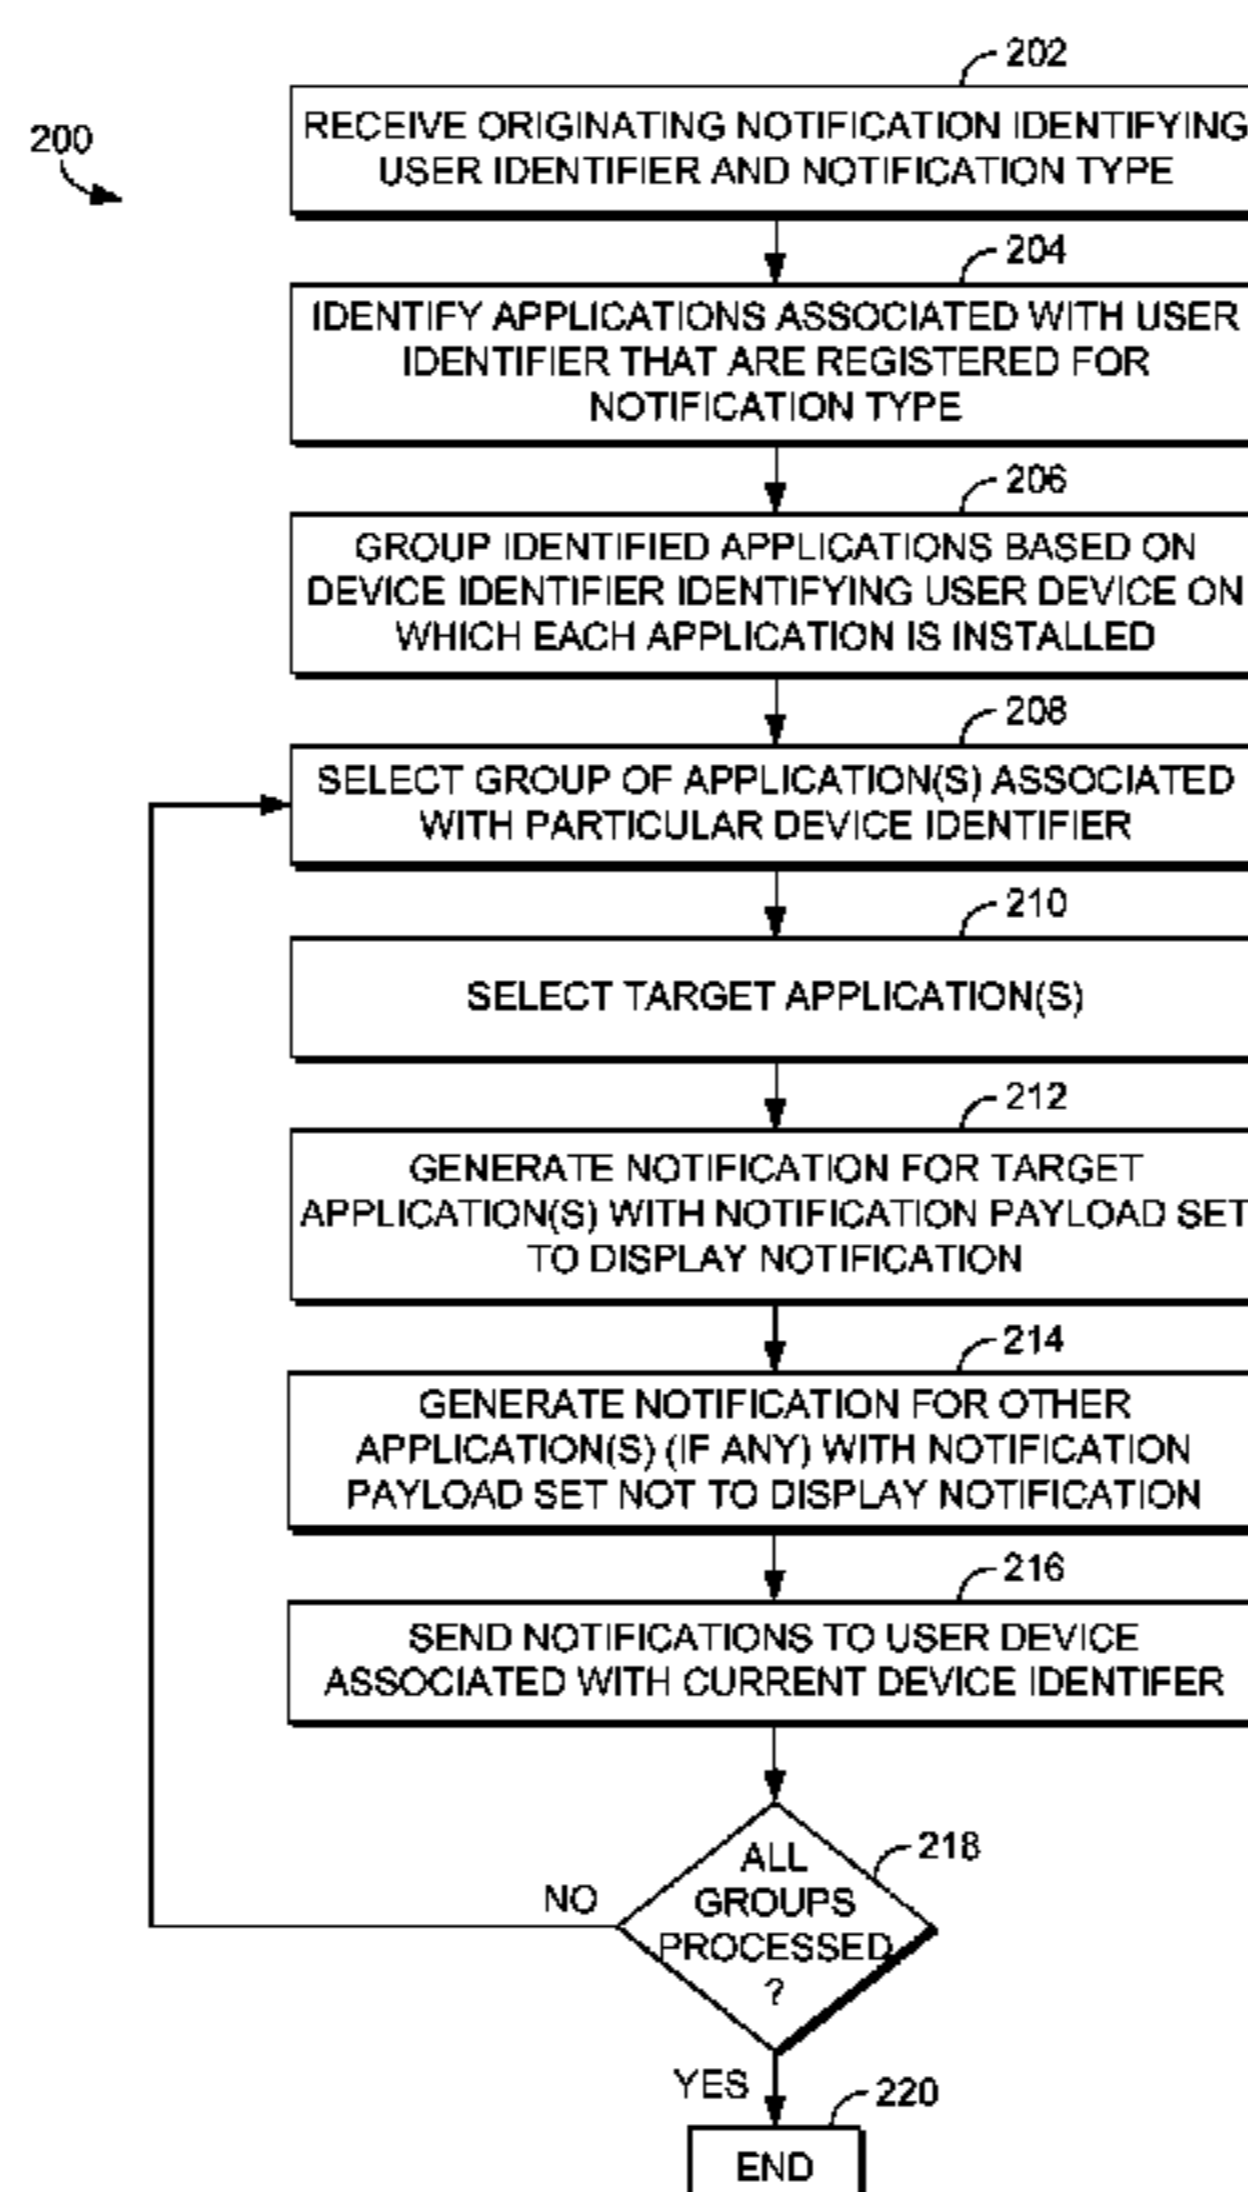 200
202
RECEIVE ORIGINATING NOTIFICATION IDENTIFYING
USER IDENTIFIER AND NOTIFICATION TYPE
204
IDENTIFY APPLICATIONS ASSOCIATED WITH USER
IDENTIFIER THAT ARE REGISTERED FOR
NOTIFICATION TYPE
206
GROUP IDENTIFIED APPLICATIONS BASED ON
DEVICE IDENTIFIER IDENTIFYING USER DEVICE ON
WHICH EACH APPLICATION IS INSTALLED
208
SELECT GROUP OF APPLICATION(S) ASSOCIATED
WITH PARTICULAR DEVICE IDENTIFIER
210
SELECT TARGET APPLICATION(S)
212
GENERATE NOTIFICATION FOR TARGET
APPLICATION(S) WITH NOTIFICATION PAYLOAD SET
TO DISPLAY NOTIFICATION
214
GENERATE NOTIFICATION FOR OTHER
APPLICATION(S) (IF ANY) WITH NOTIFICATION
PAYLOAD SET NOT TO DISPLAY NOTIFICATION
216
SEND NOTIFICATIONS TO USER DEVICE
ASSOCIATED WITH CURRENT DEVICE IDENTIFER
218
ALL
GROUPS
PROCESSED
?
NO
YES
220
END